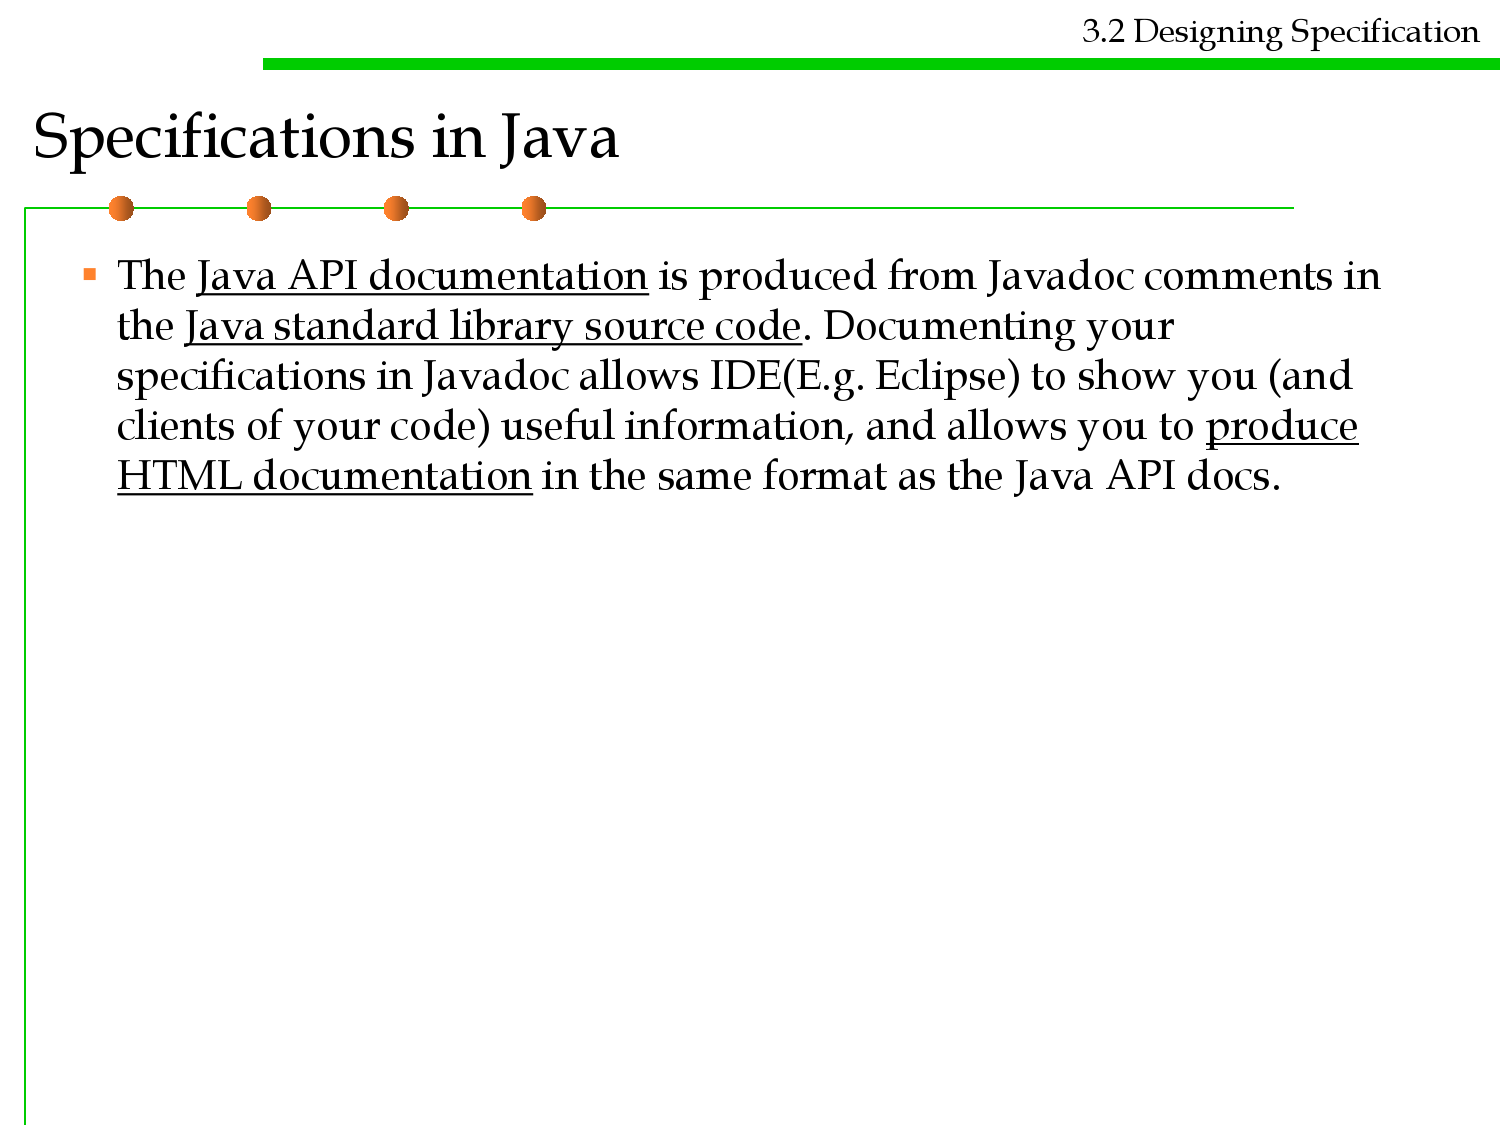 3.2 Designing Specification
Specifications in Java
▪ The Java API documentation is produced from Javadoc comments in
the Java standard library source code. Documenting your
specifications in Javadoc allows IDE(E.g. Eclipse) to show you (and
clients of your code) useful information, and allows you to produce
HTML documentation in the same format as the Java API docs.